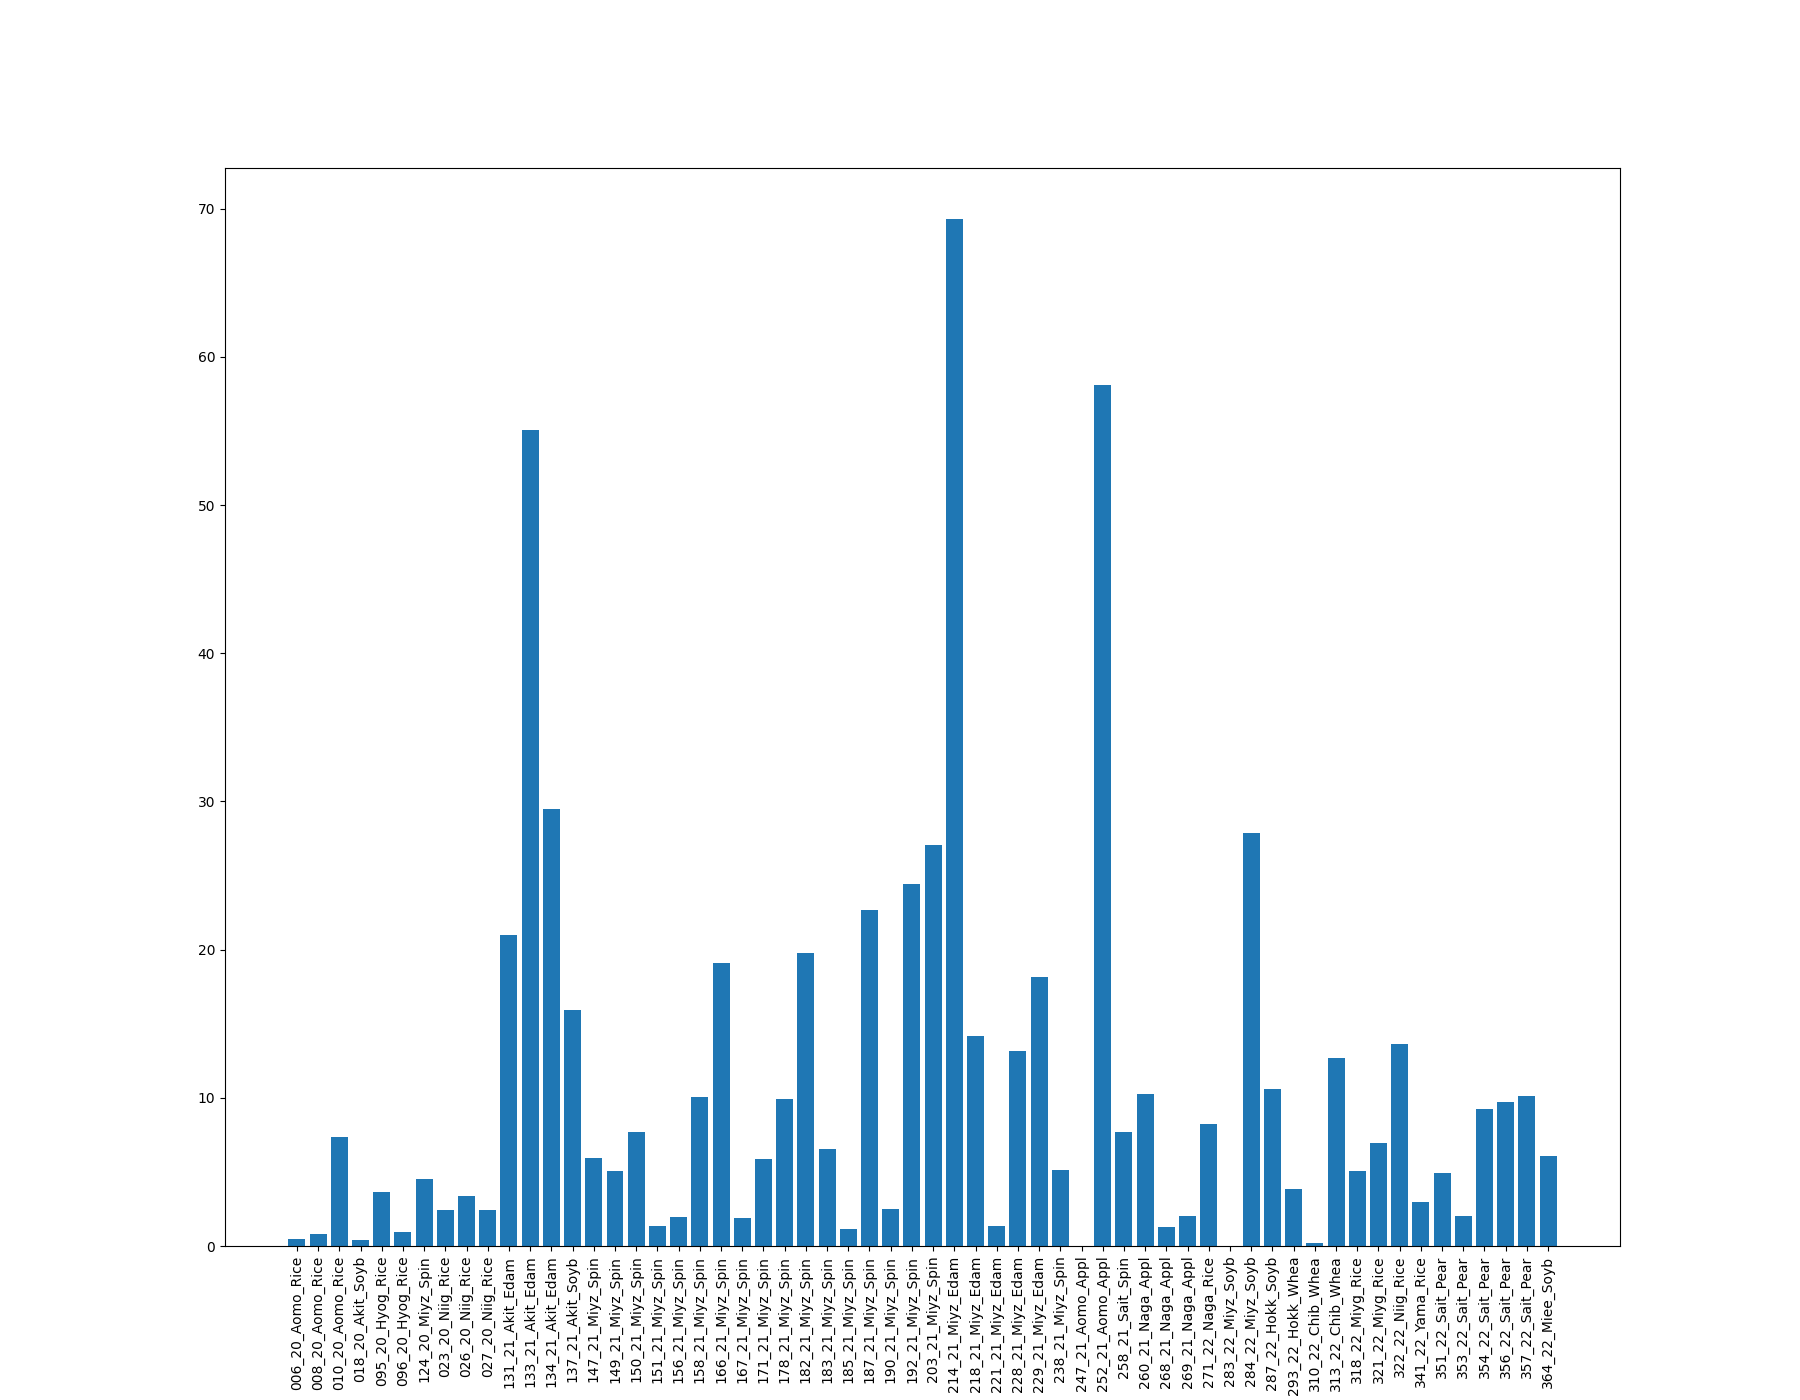 70
60
50
40
30
20
10
0
006_20_Aomo_Rice
008_20_Aomo_Rice
010_20_Aomo_Rice
018_20_Akit_Soyb
095_20_Hyog_Rice
096_20_Hyog_Rice
124_20_Miyz_Spin
023_20_Niig_Rice
026_20_Niig_Rice
027_20_Niig_Rice
131_21_Akit_Edam
133_21_Akit_Edam
134_21_Akit_Edam
137_21_Akit_Soyb
147_21_Miyz_Spin
149_21_Miyz_Spin
150_21_Miyz_Spin
151_21_Miyz_Spin
156_21_Miyz_Spin
158_21_Miyz_Spin
166_21_Miyz_Spin
167_21_Miyz_Spin
171_21_Miyz_Spin
178_21_Miyz_Spin
182_21_Miyz_Spin
183_21_Miyz_Spin
185_21_Miyz_Spin
187_21_Miyz_Spin
190_21_Miyz_Spin
192_21_Miyz_Spin
203_21_Miyz_Spin
214_21_Miyz_Edam
218_21_Miyz_Edam
221_21_Miyz_Edam
228_21_Miyz_Edam
229_21_Miyz_Edam
238_21_Miyz_Spin
247_21_Aomo_Appl
252_21_Aomo_Appl
258_21_Sait_Spin
260_21_Naga_Appl
268_21_Naga_Appl
269_21_Naga_Appl
271_22_Naga_Rice
283_22_Miyz_Soyb
284_22_Miyz_Soyb
287_22_Hokk_Soyb
293_22_Hokk_Whea
310_22_Chib_Whea
313_22_Chib_Whea
318_22_Miyg_Rice
321_22_Miyg_Rice
322_22_Niig_Rice
341_22_Yama_Rice
351_22_Sait_Pear
353_22_Sait_Pear
354_22_Sait_Pear
356_22_Sait_Pear
357_22_Sait_Pear
364_22_Miee_Soyb